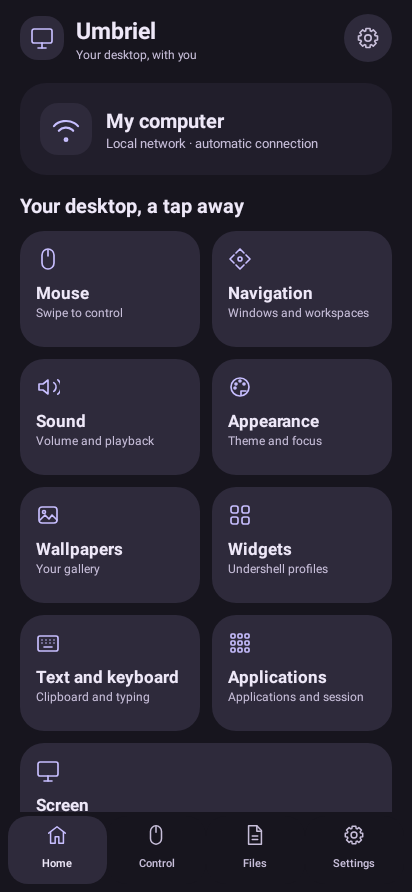 Umbriel
Your desktop, with you
My computer
Local network · automatic connection
Your desktop, a tap away
Mouse
Swipe to control
Navigation
Windows and workspaces
Sound
Volume and playback
Appearance
Theme and focus
Wallpapers
Your gallery
Widgets
Undershell profiles
Text and keyboard
Clipboard and typing
Applications
Applications and session
Screen
Home
Control
Files
Settings